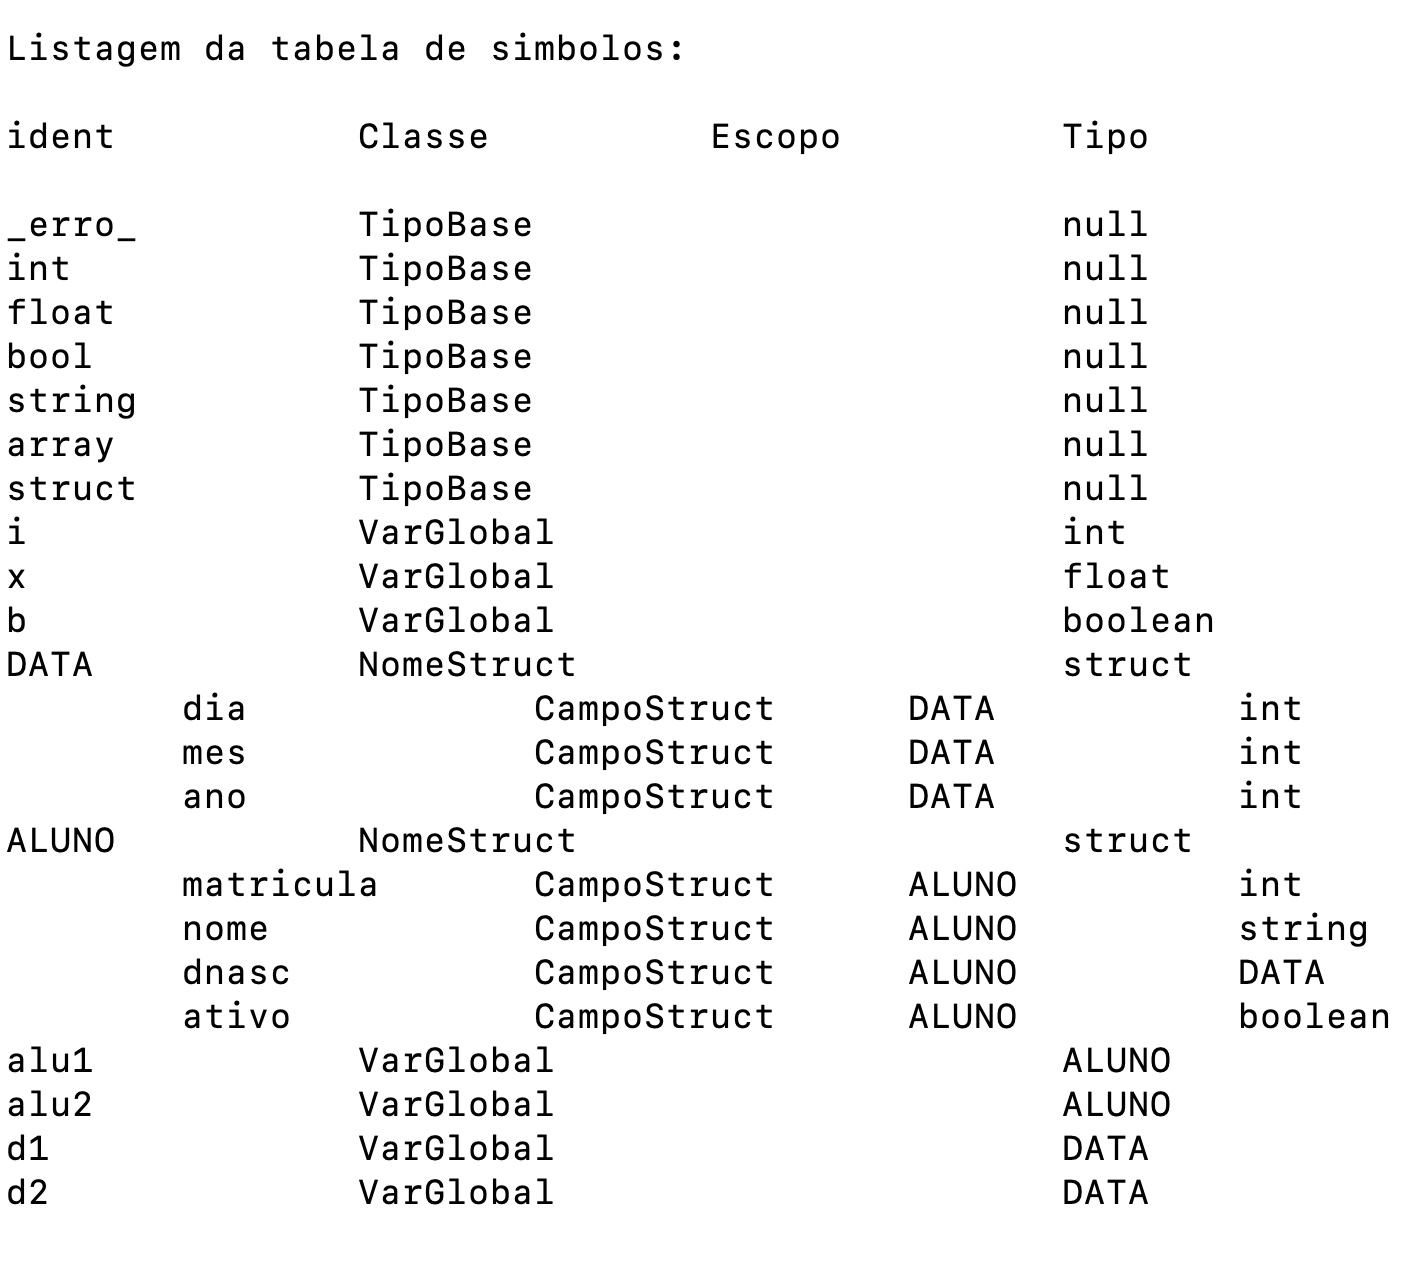 Listagem da tabela de simbolos:
ident Classe Escopo Tipo
_erro_ TipoBase null
int TipoBase null
float TipoBase null
bool TipoBase null
string TipoBase null
array TipoBase null
struct TipoBase null
i VarGlobal int
x VarGlobal float
b VarGlobal boolean
DATA NomeStruct struct
dia CampoStruct DATA int
mes CampoStruct DATA int
ano CampoStruct DATA int
ALUNO NomeStruct struct
matricula CampoStruct ALUNO int
nome CampoStruct ALUNO string
dnasc CampoStruct ALUNO DATA
ativo CampoStruct ALUNO boolean
alu1 VarGlobal ALUNO
alu2 VarGlobal ALUNO
d1 VarGlobal DATA
d2 VarGlobal DATA